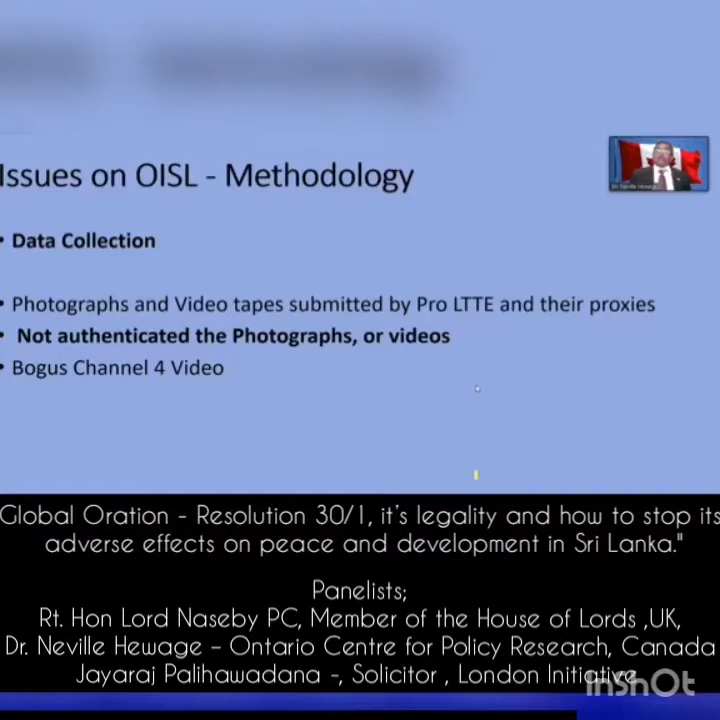 Issues on OISL - Methodology
• Data Collection
• Photographs and Video tapes submitted by Pro LTTE and their proxies
• Not authenticated the Photographs, or videos
• Bogus Channel 4 Video
Global Oration - Resolution 30/1, it's legality and how to stop its
adverse effects on peace and development in Sri Lanka."
Panelists;
Rt. Hon Lord Naseby PC, Member of the House of Lords ,UK,
Dr. Neville Hewage - Ontario Centre for Policy Research, Canada
Jayaraj Palihawadana -, Solicitor , London Initiative
InShOt